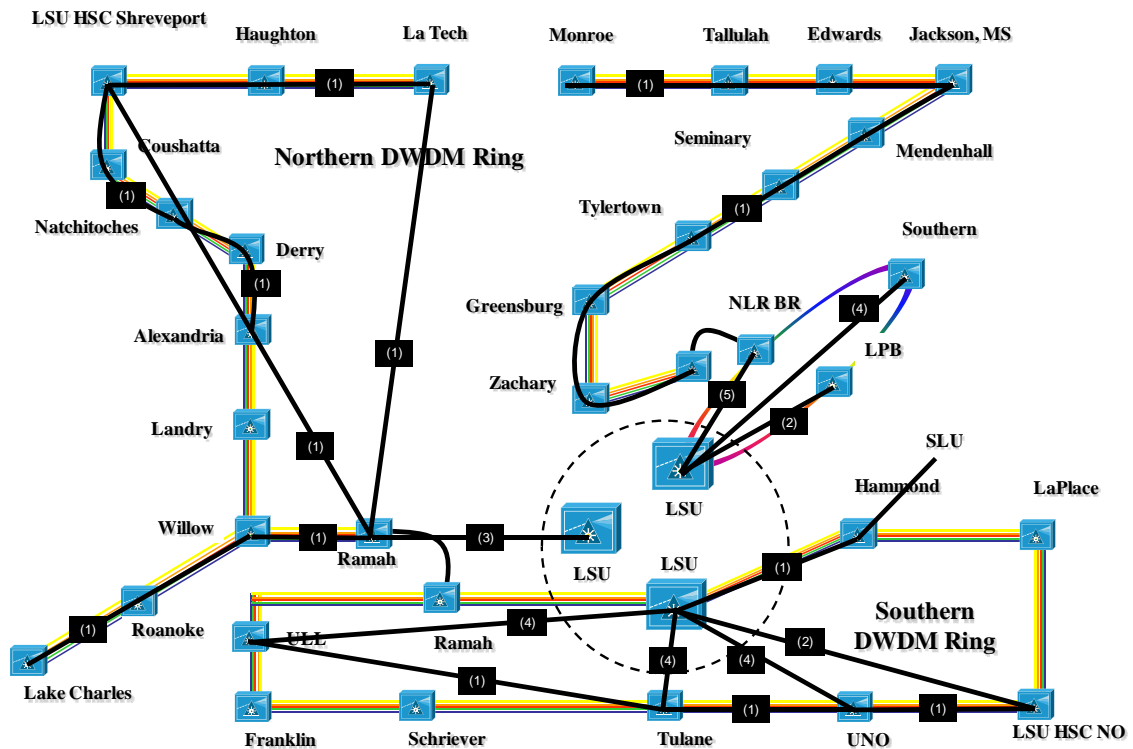 LSU HSC Shreveport
Haughton
La Tech
Monroe
Tallulah
Edwards
Jackson, MS
(1)
(1)
Seminary
Mendenhall
Coushatta
Northern DWDM Ring
(1)
Natchitoches
Tylertown
(1)
Southern
Derry
(1)
Greensburg
NLR BR
(4)
Alexandria
(1)
LPB
Zachary
(5)
(2)
Landry
(1)
SLU
Hammond
LaPlace
LSU
Willow
(1)
Ramah
(3)
LSU
LSU
(1)
Roanoke
(1)
ULL
Ramah
(4)
Southern
DWDM Ring
(2)
Lake Charles
(1)
(4)
(4)
(1)
(1)
Franklin
Schriever
Tulane
UNO
LSU HSC NO